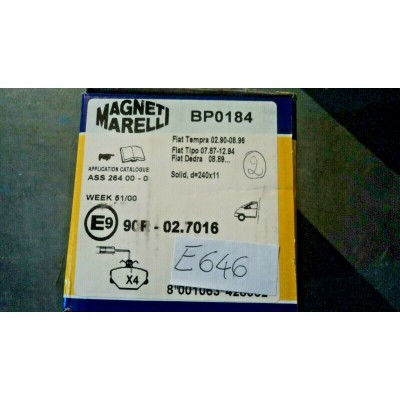 MAGNETI
MARELLI
BP0184
Fiat Tempra 02.90-08.96
Fiat Tipo 07.87-12.94
Fiat Dedra 06.89...
2
APPLICATION CATALOGUE
ASS 264 00 - 0
Solid, d=240x11
WEEK 51/00
E9 90R - 02.7016
E646
X4